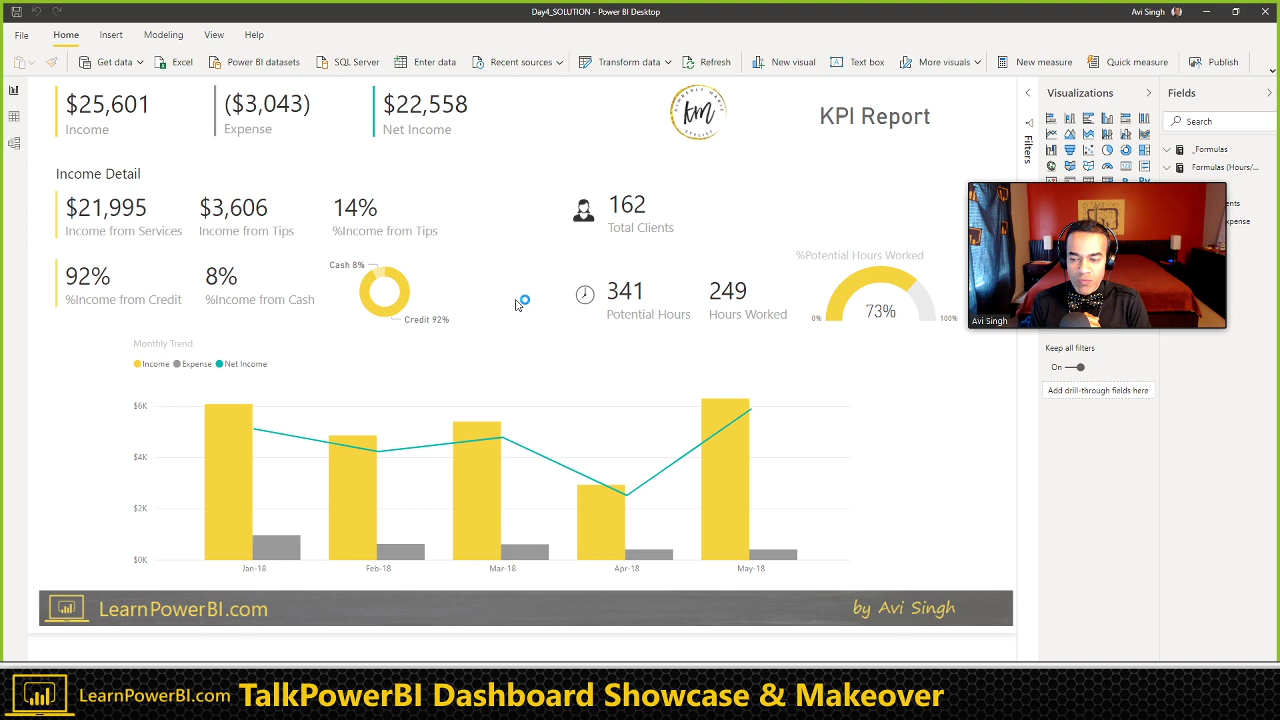 Day4_SOLUTION - Power BI Desktop
Avi Singh
File
Home
Insert
Modeling
View
Help
Get data
Excel
Power BI datasets
SQL Server
Enter data
Recent sources
Transform data
Refresh
New visual
Text box
More visuals
New measure
Quick measure
Publish
$25,601
Income
($3,043)
Expense
$22,558
Net Income
KIMBERLY MARIE
km
STYLIST
KPI Report
Visualizations
Fields
Search
Filters
_Formulas
Formulas (Hours/...
Income Detail
$21,995
Income from Services
$3,606
Income from Tips
14%
%Income from Tips
162
Total Clients
92%
%Income from Credit
8%
%Income from Cash
Cash 8%
Credit 92%
341
Potential Hours
249
Hours Worked
%Potential Hours Worked
0%
73%
100%
Avi Singh
Keep all filters
On
Add drill-through fields here
Monthly Trend
Income
Expense
Net Income
$6K
$4K
$2K
$0K
Jan-18
Feb-18
Mar-18
Apr-18
May-18
LearnPowerBI.com
by Avi Singh
LearnPowerBI.com
TalkPowerBI Dashboard Showcase & Makeover